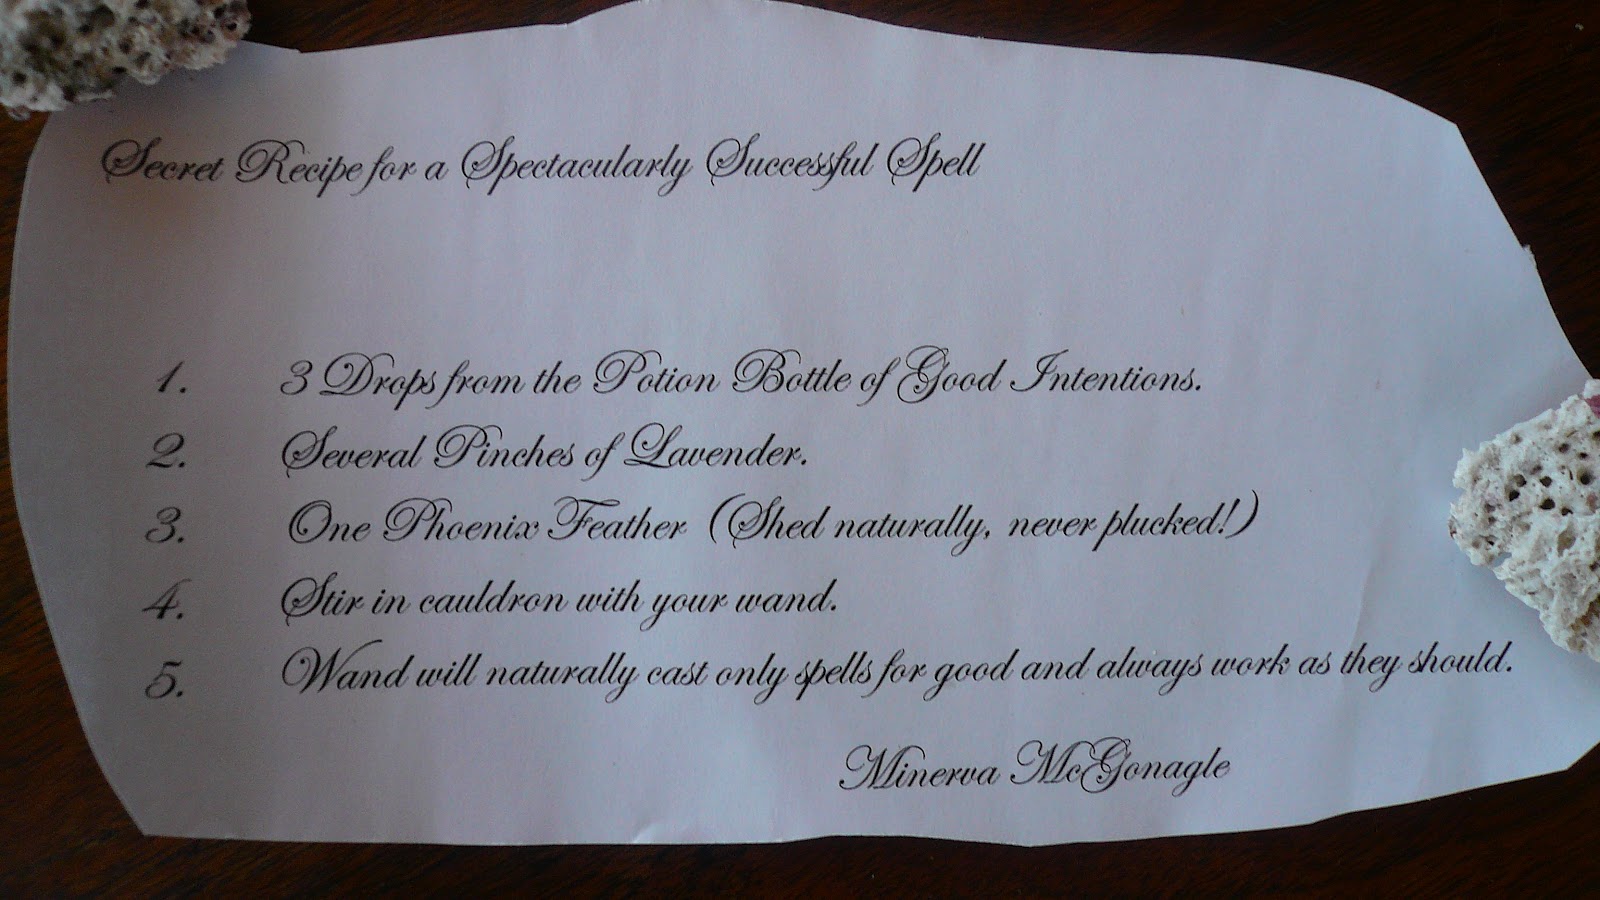 Secret Recipe for a Spectacularly Successful Spell
1. 3 Drops from the Potion Bottle of Good Intentions.
2. Several Pinches of Lavender.
3. One Phoenix Feather (Shed naturally, never plucked!)
4. Stir in cauldron with your wand.
5. Wand will naturally cast only spells for good and always work as they should.
Minerva McGonagle